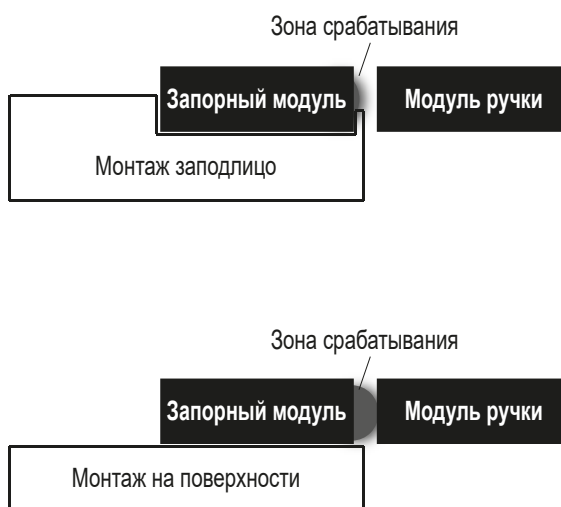 Зона срабатывания
Запорный модуль Модуль ручки
Монтаж заподлицо
Зона срабатывания
Запорный модуль Модуль ручки
Монтаж на поверхности